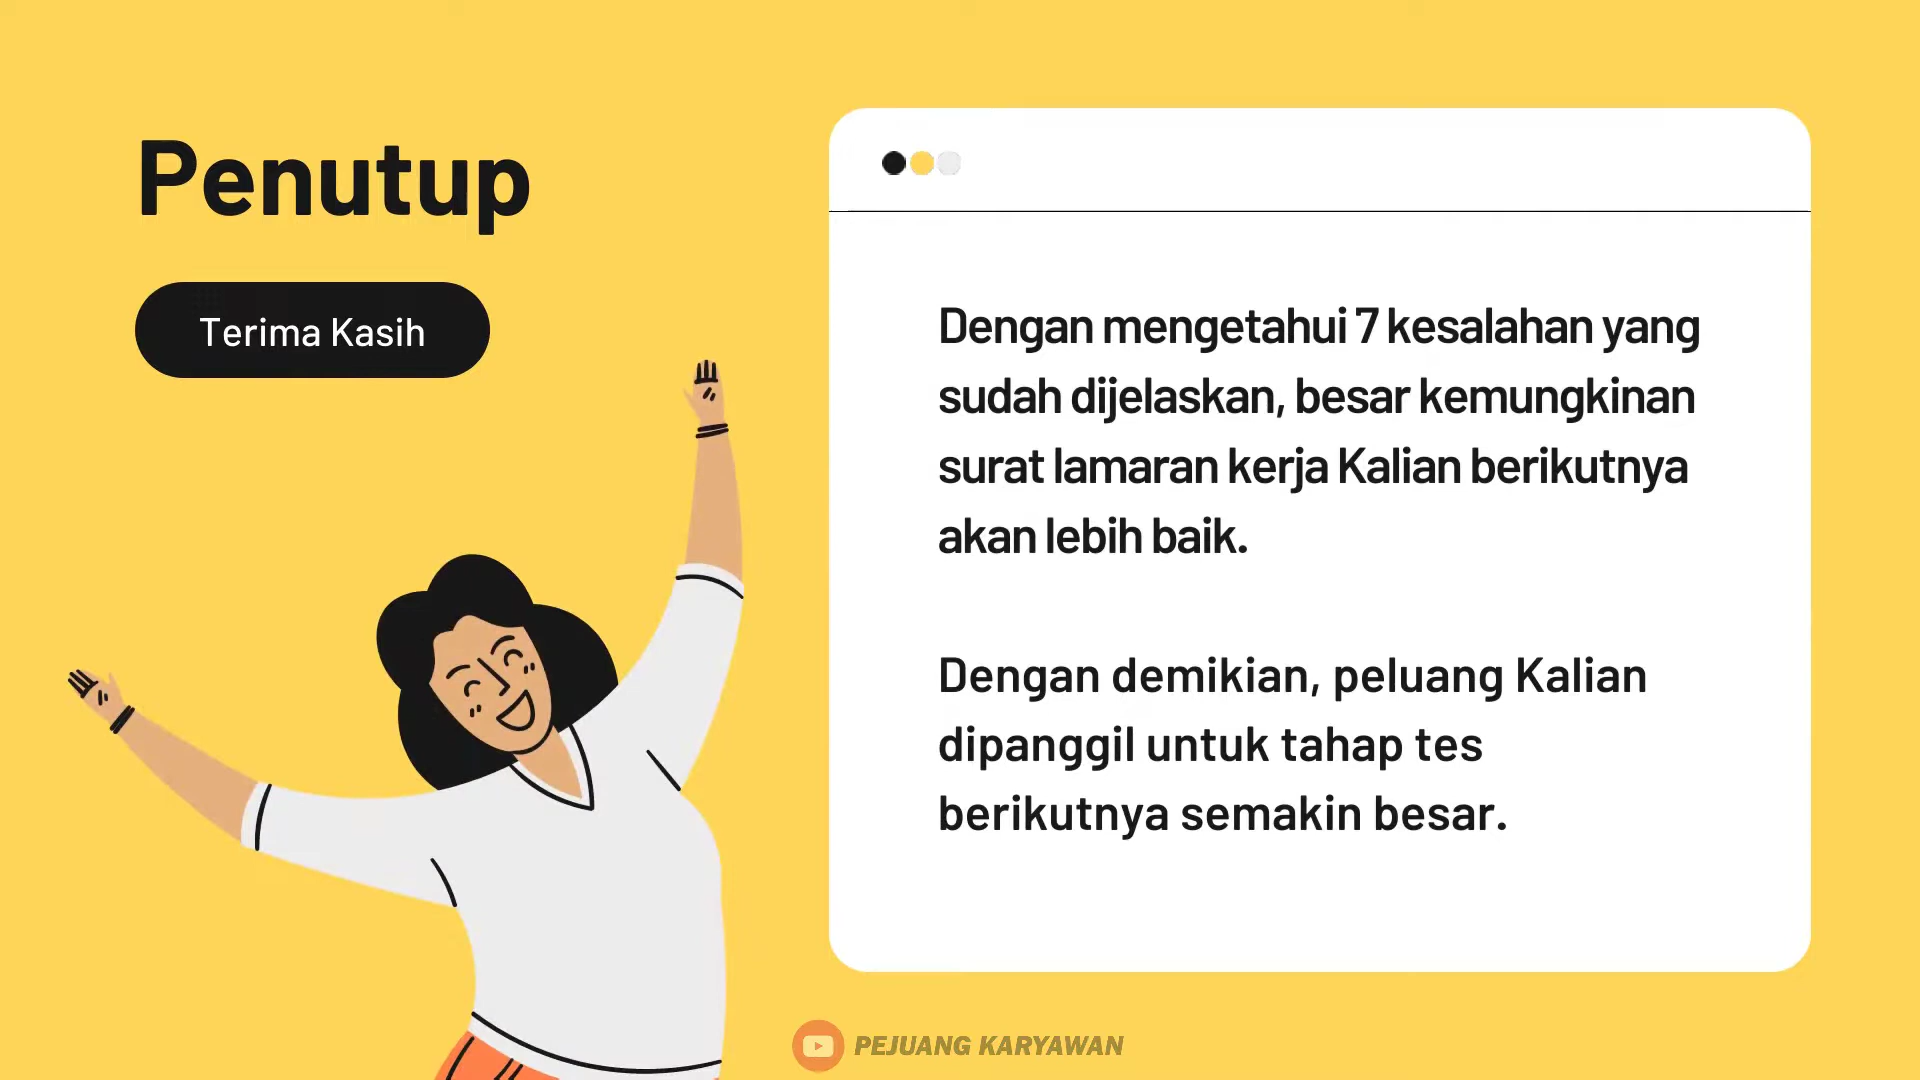 Penutup
Terima Kasih
Dengan mengetahui 7 kesalahan yang
sudah dijelaskan, besar kemungkinan
surat lamaran kerja Kalian berikutnya
akan lebih baik.
Dengan demikian, peluang Kalian
dipanggil untuk tahap tes
berikutnya semakin besar.
PEJUANG KARYAWAN